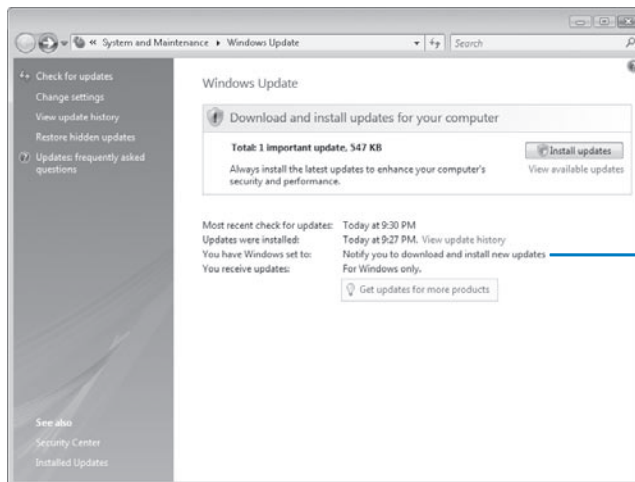 « System and Maintenance ▸ Windows Update
Search
Check for updates
Change settings
View update history
Restore hidden updates
Updates: frequently asked
questions
Windows Update
Download and install updates for your computer
Total: 1 important update, 547 KB
Install updates
Always install the latest updates to enhance your computer's
security and performance.
View available updates
Most recent check for updates: Today at 9:30 PM
Updates were installed: Today at 9:27 PM. View update history
You have Windows set to: Notify you to download and install new updates
You receive updates: For Windows only.
Get updates for more products
See also
Security Center
Installed Updates